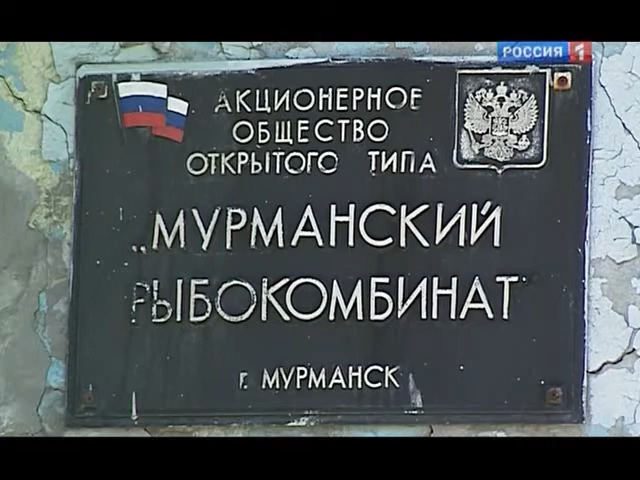 РОССИЯ 1
АКЦИОНЕРНОЕ
ОБЩЕСТВО
ОТКРЫТОГО ТИПА
„МУРМАНСКИЙ
РЫБОКОМБИНАТ
г. МУРМАНСК